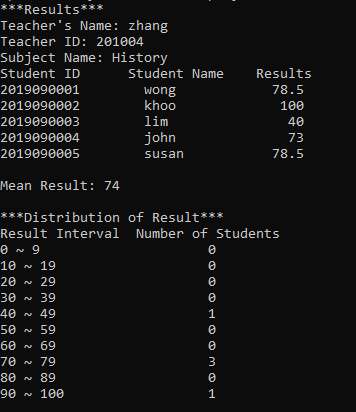 ***Results***
Teacher's Name: zhang
Teacher ID: 201004
Subject Name: History
Student ID      Student Name    Results
2019090001        wong            78.5
2019090002        khoo            100
2019090003        lim             40
2019090004        john            73
2019090005        susan           78.5
Mean Result: 74
***Distribution of Result***
Result Interval  Number of Students
0 ~ 9                     0
10 ~ 19                   0
20 ~ 29                   0
30 ~ 39                   0
40 ~ 49                   1
50 ~ 59                   0
60 ~ 69                   0
70 ~ 79                   3
80 ~ 89                   0
90 ~ 100                  1